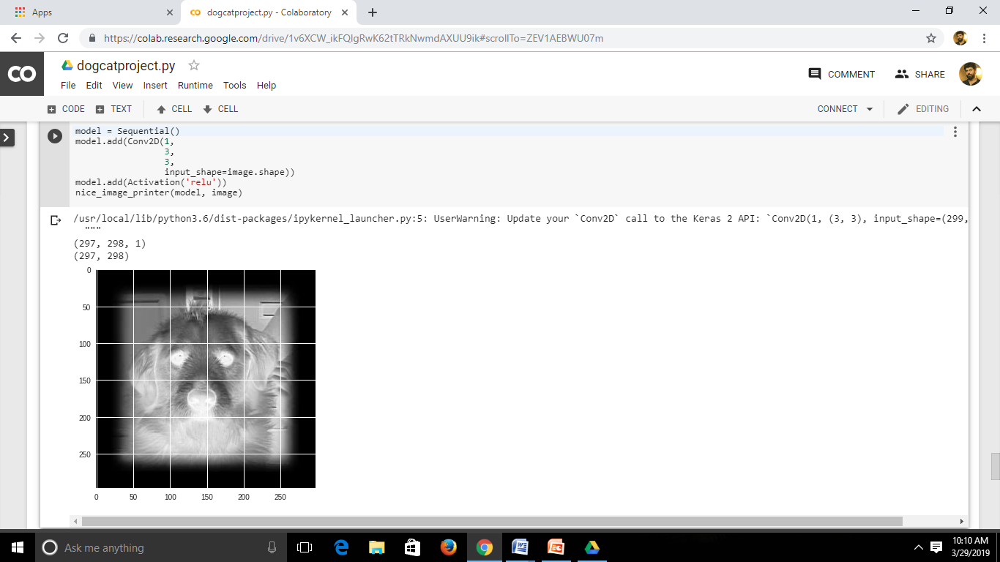 Apps
dogcatproject.py - Colaboratory
https://colab.research.google.com/drive/1v6XCW_ikFQlgRwK62tTRkNwmdAXUU9ik#scrollTo=ZEV1AEBWU07m
CO
dogcatproject.py
File Edit View Insert Runtime Tools Help
COMMENT
SHARE
CODE TEXT CELL CELL
CONNECT
EDITING
model = Sequential()
model.add(Conv2D(1,
3,
3,
input_shape=image.shape))
model.add(Activation('relu'))
nice_image_printer(model, image)
/usr/local/lib/python3.6/dist-packages/ipykernel_launcher.py:5: UserWarning: Update your `Conv2D` call to the Keras 2 API: `Conv2D(1, (3, 3), input_shape=(299,
"""
(297, 298, 1)
(297, 298)
0
50
100
150
200
250
0 50 100 150 200 250
Ask me anything
10:10 AM
3/29/2019